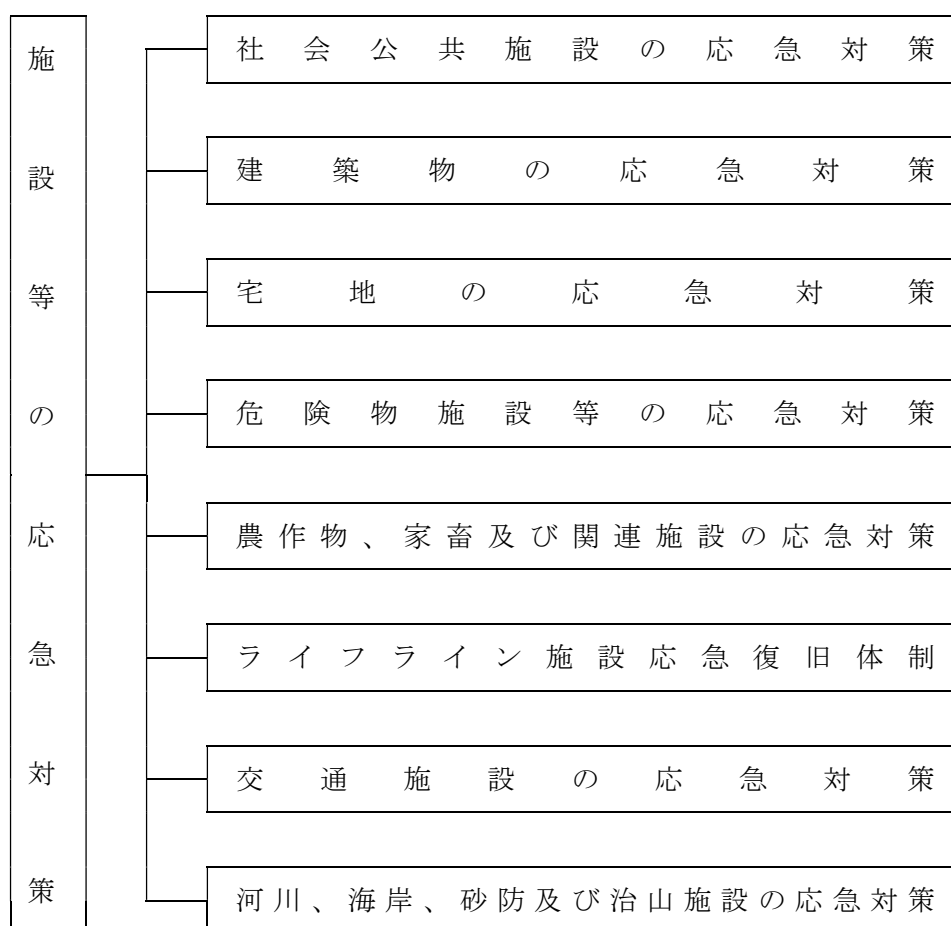 施設等の応急対策
社会公共施設の応急対策
建築物の応急対策
宅地の応急対策
危険物施設等の応急対策
農作物、家畜及び関連施設の応急対策
ライフライン施設応急復旧体制
交通施設の応急対策
河川、海岸、砂防及び治山施設の応急対策